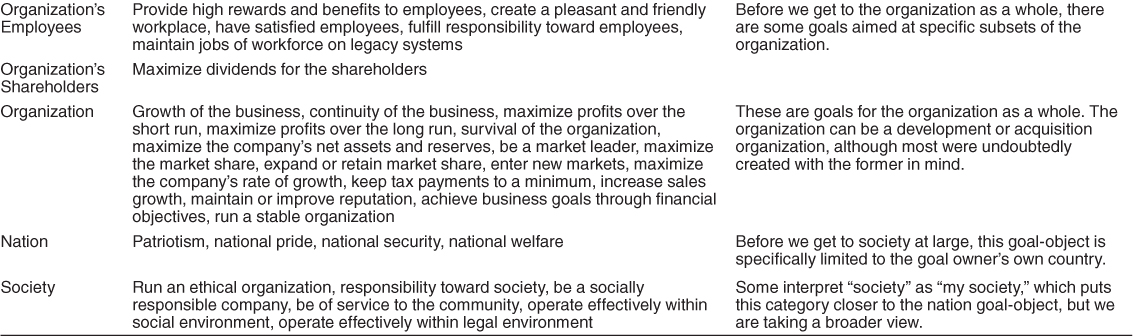 Organization’s Provide high rewards and benefits to employees, create a pleasant and friendly Before we get to the organization as a whole, there
Employees workplace, have satisfied employees, fulfill responsibility toward employees, are some goals aimed at specific subsets of the
maintain jobs of workforce on legacy systems organization.
Organization’s Maximize dividends for the shareholders
Shareholders
Organization Growth of the business, continuity of the business, maximize profits over the These are goals for the organization as a whole. The
short run, maximize profits over the long run, survival of the organization, organization can be a development or acquisition
maximize the company’s net assets and reserves, be a market leader, maximize organization, although most were undoubtedly
the market share, expand or retain market share, enter new markets, maximize created with the former in mind.
the company’s rate of growth, keep tax payments to a minimum, increase sales
growth, maintain or improve reputation, achieve business goals through financial
objectives, run a stable organization
Nation Patriotism, national pride, national security, national welfare Before we get to society at large, this goal-object is
specifically limited to the goal owner’s own country.
Society Run an ethical organization, responsibility toward society, be a socially Some interpret “society” as “my society,” which puts
responsible company, be of service to the community, operate effectively within this category closer to the nation goal-object, but we
social environment, operate effectively within legal environment are taking a broader view.